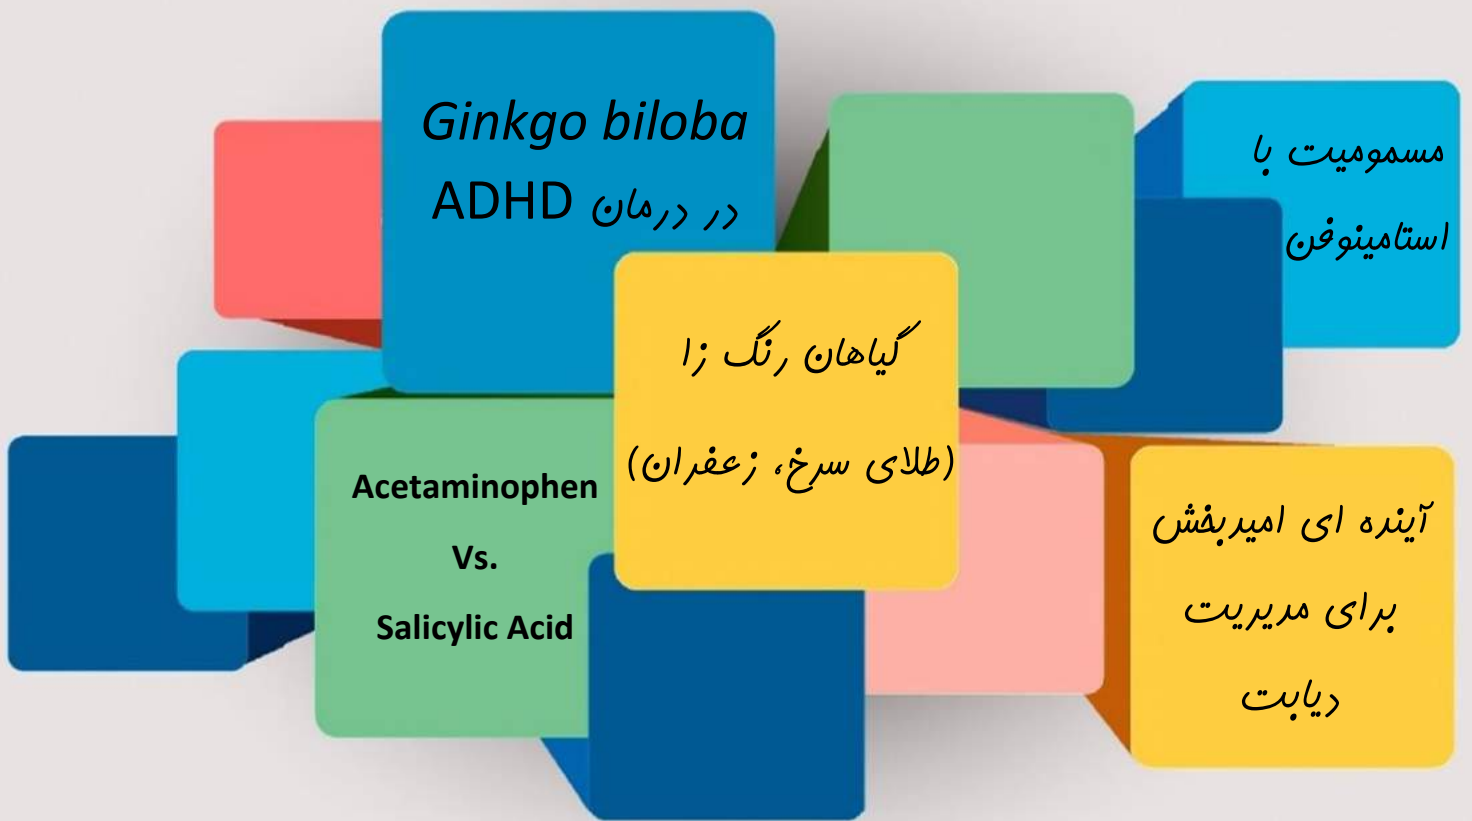 Ginkgo biloba
در درمان ADHD
مسمومیت با
استامینوفن
گیاهان رنگ زا
(طلای سرخ، زعفران)
Acetaminophen
Vs.
Salicylic Acid
آینده ای امیدبخش
برای مدیریت
دیابت